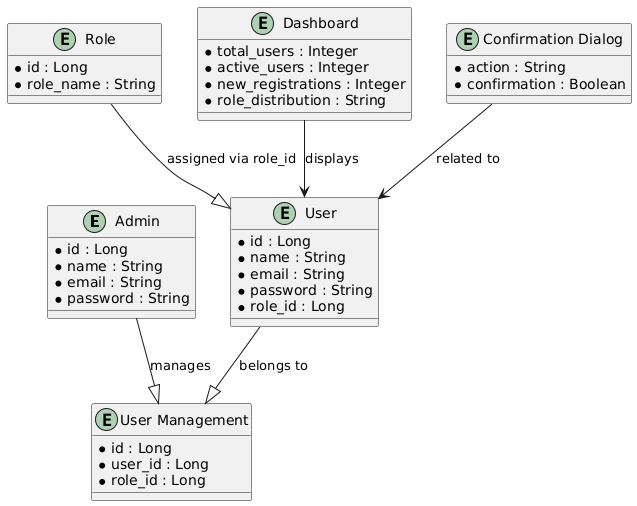 E Role
id : Long
role_name : String
E Dashboard
total_users : Integer
active_users : Integer
new_registrations : Integer
role_distribution : String
E Confirmation Dialog
action : String
confirmation : Boolean
assigned via role_id
displays
related to
E Admin
id : Long
name : String
email : String
password : String
E User
id : Long
name : String
email : String
password : String
role_id : Long
manages
belongs to
E User Management
id : Long
user_id : Long
role_id : Long